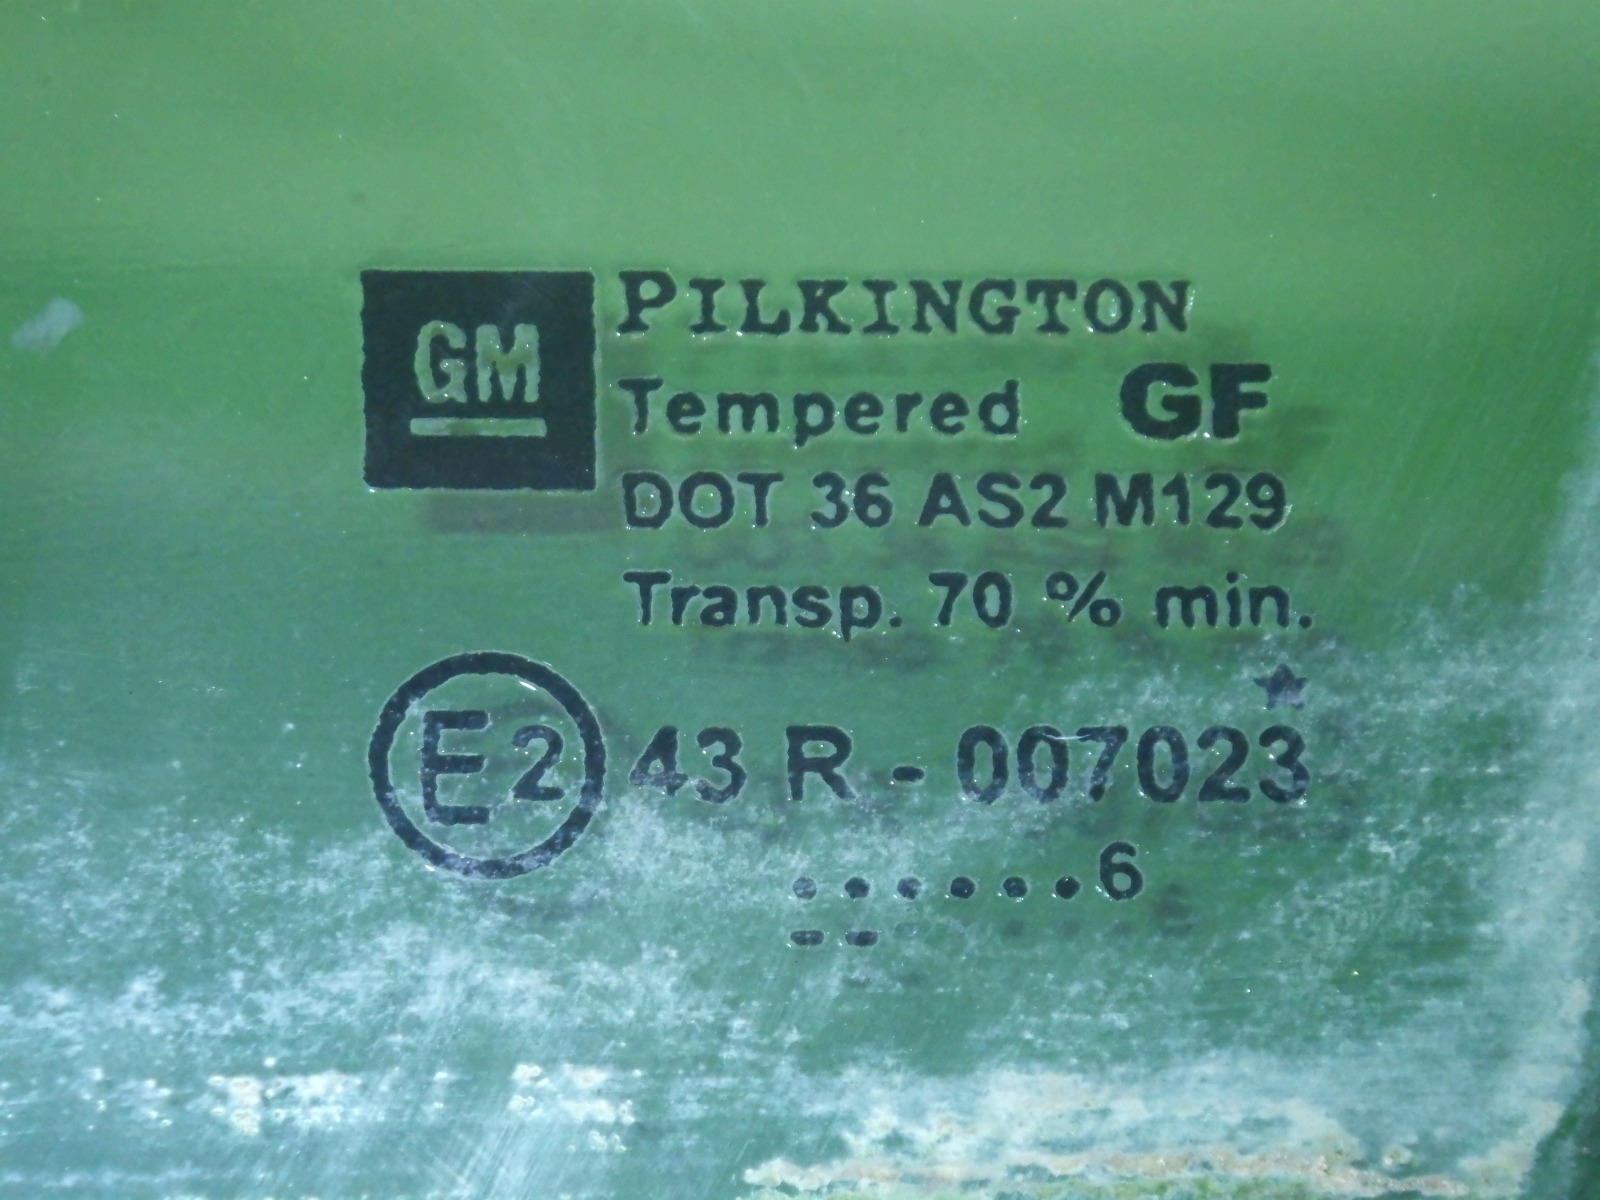 GM PILKINGTON
Tempered GF
DOT 36 AS2 M129
Transp. 70 % min.
E2 43 R - 007023
......6